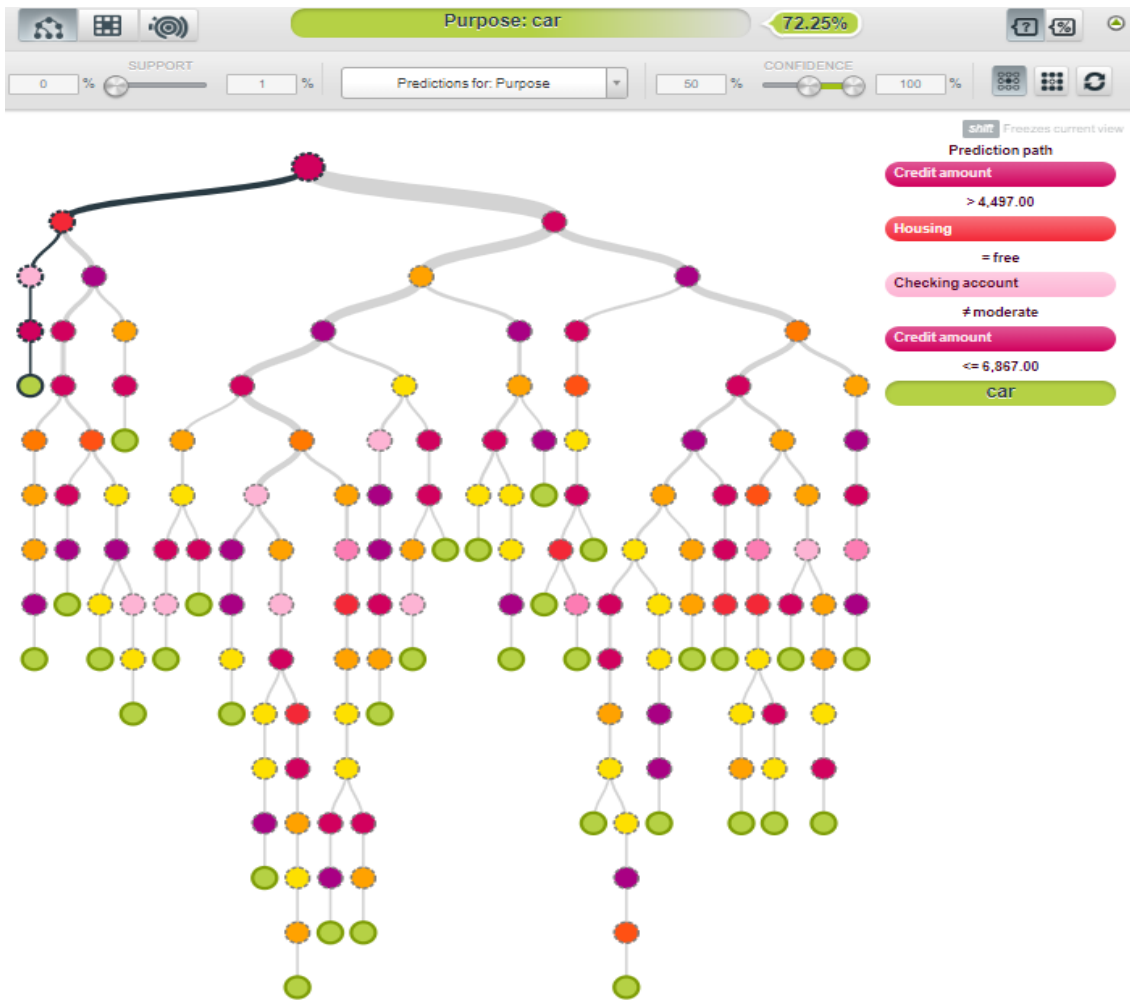 Purpose: car
72.25%
? %
SUPPORT
0 %
1 %
Predictions for: Purpose
CONFIDENCE
50 %
100 %
Shift Freezes current view
Prediction path
Credit amount
> 4,497.00
Housing
= free
Checking account
≠ moderate
Credit amount
<= 6,867.00
car